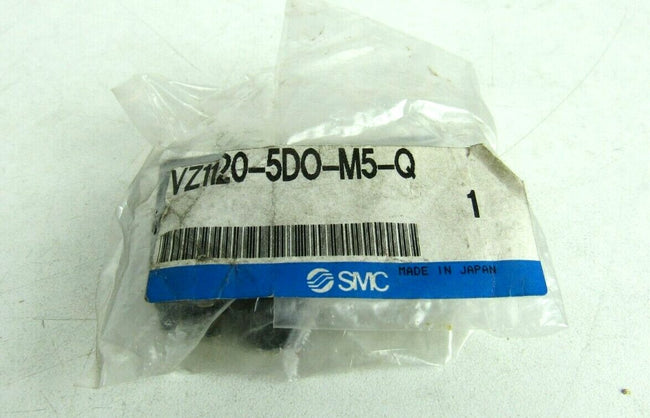 VZ1120-5DO-M5-Q
1
SMC
MADE IN JAPAN